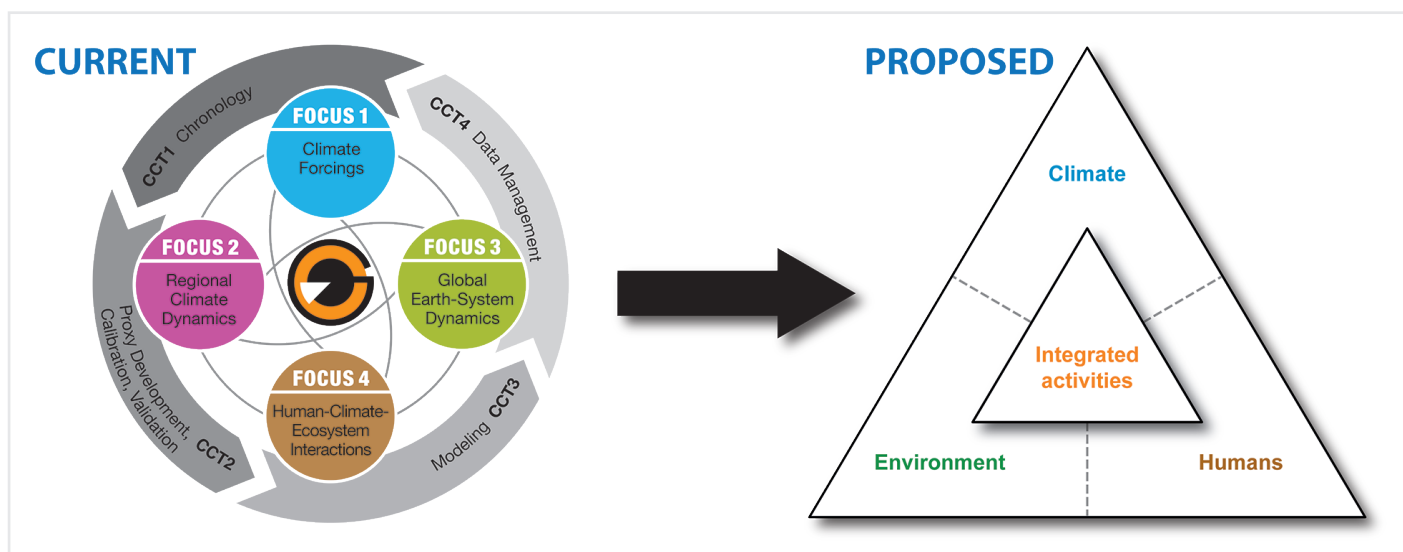 CURRENT
CCT1 Chronology
CCT4 Data Management
FOCUS 1
Climate
Forcings
FOCUS 2
Regional
Climate
Dynamics
FOCUS 3
Global
Earth-System
Dynamics
FOCUS 4
Human-Climate-
Ecosystem
Interactions
Proxy Development,
Calibration, Validation CCT2
Modeling CCT3
PROPOSED
Climate
Integrated
activities
Environment
Humans